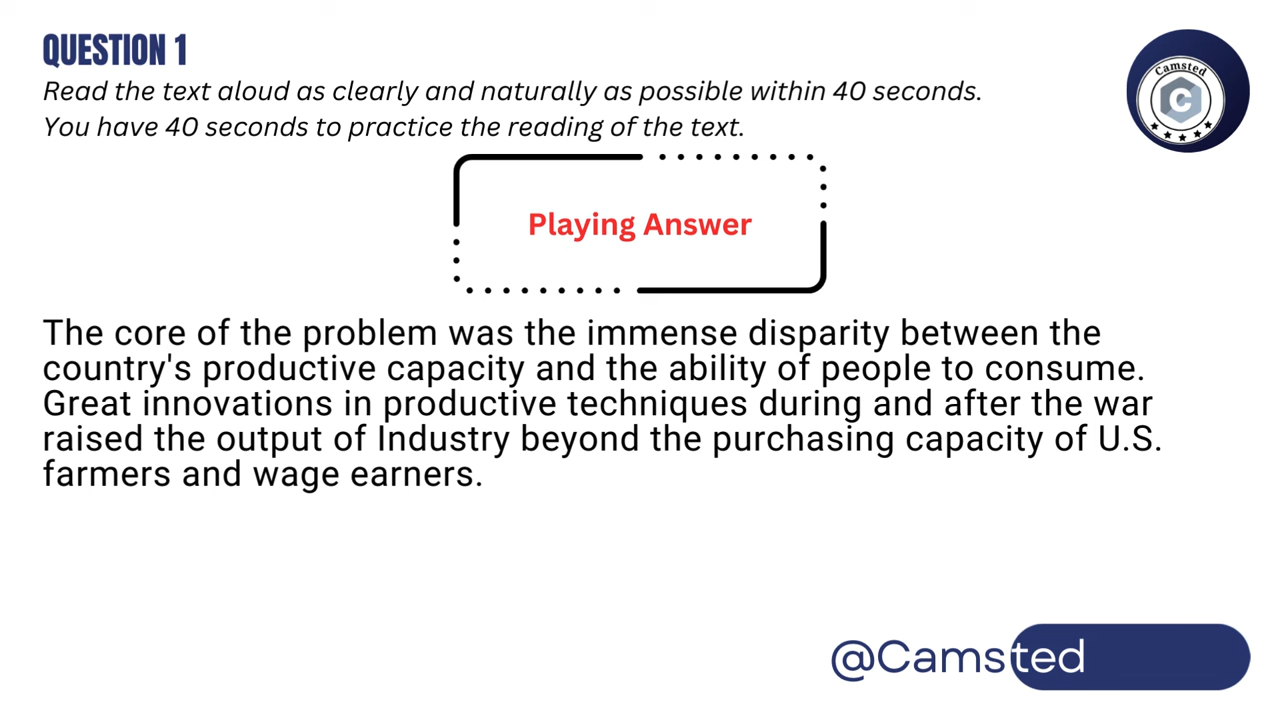 QUESTION 1
Read the text aloud as clearly and naturally as possible within 40 seconds.
You have 40 seconds to practice the reading of the text.
Camsted
C
Playing Answer
The core of the problem was the immense disparity between the
country's productive capacity and the ability of people to consume.
Great innovations in productive techniques during and after the war
raised the output of Industry beyond the purchasing capacity of U.S.
farmers and wage earners.
@Camsted